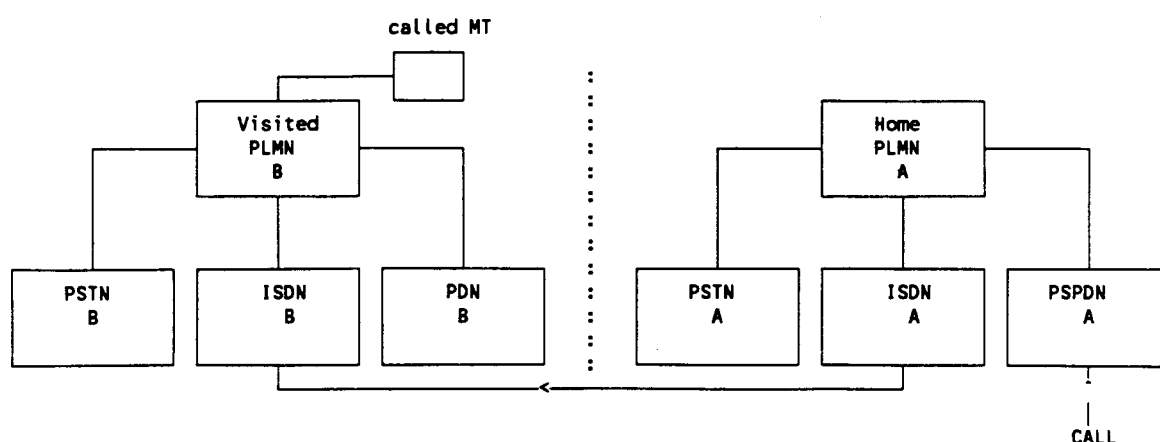 called MT
Visited
PLMN
B
Home
PLMN
A
PSTN
B
ISDN
B
PDN
B
PSTN
A
ISDN
A
PSPDN
A
CALL